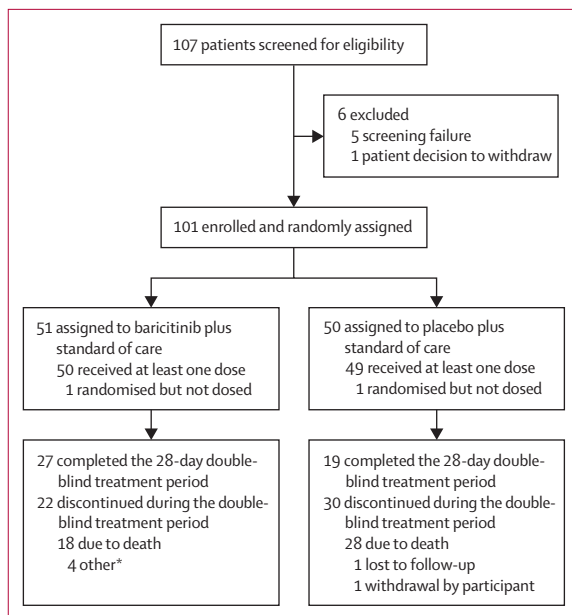 107 patients screened for eligibility
6 excluded
5 screening failure
1 patient decision to withdraw
101 enrolled and randomly assigned
51 assigned to baricitinib plus
standard of care
50 received at least one dose
1 randomised but not dosed
50 assigned to placebo plus
standard of care
49 received at least one dose
1 randomised but not dosed
27 completed the 28-day double-
blind treatment period
22 discontinued during the double-
blind treatment period
18 due to death
4 other*
19 completed the 28-day double-
blind treatment period
30 discontinued during the double-
blind treatment period
28 due to death
1 lost to follow-up
1 withdrawal by participant